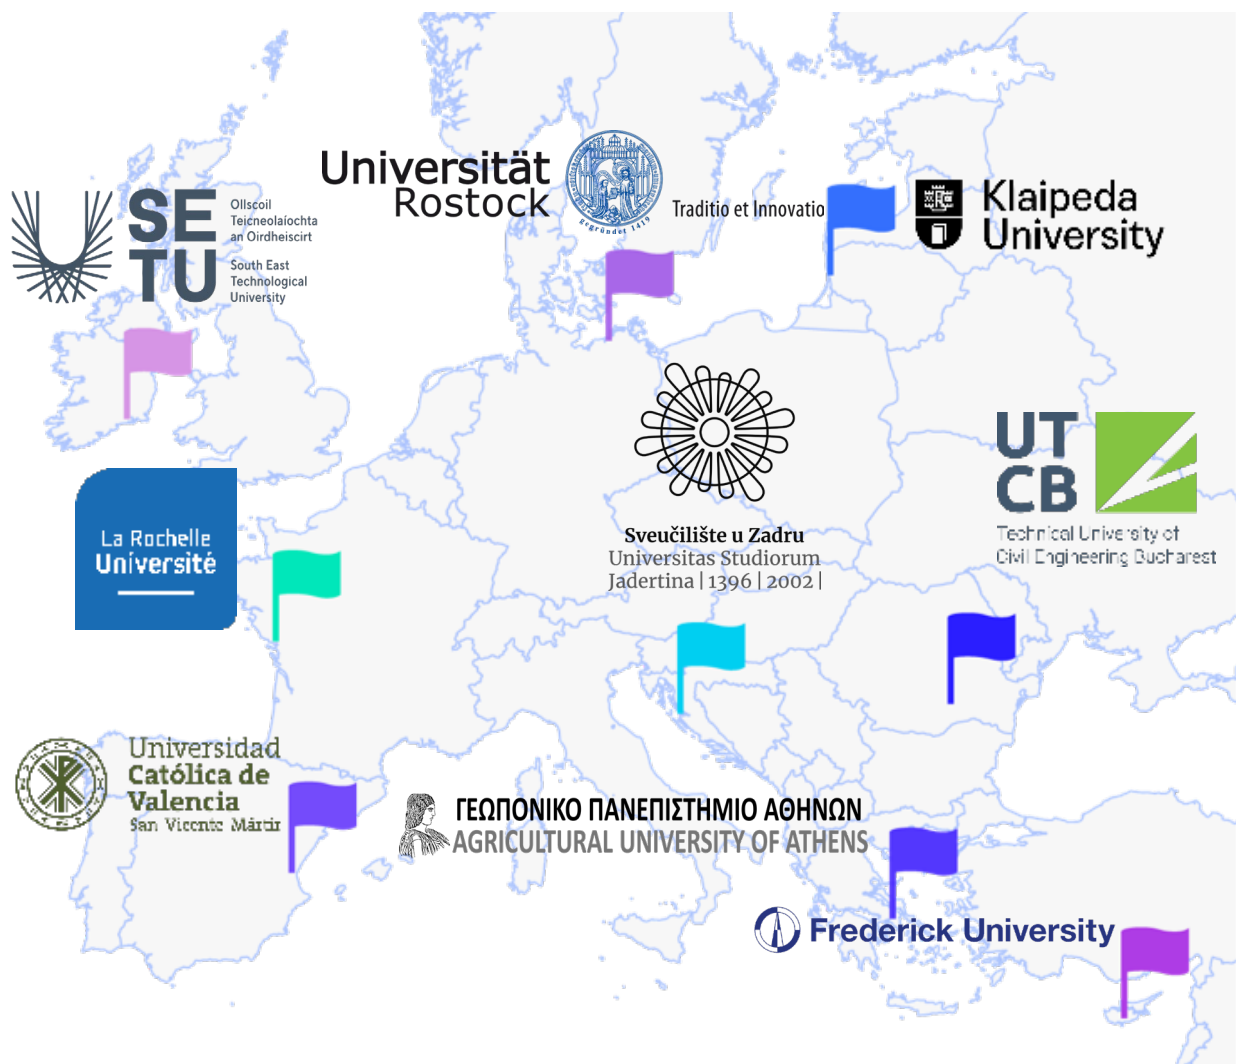 Universität
Rostock
gegründet 1419
Traditio et Innovatio
SE
TU
Ollscoil
Teicneolaíochta
an Oirdheiscirt
South East
Technological
University
Klaipeda
University
UT
CB
Technical University of
Civil Engineering Bucharest
La Rochelle
Université
Sveučilište u Zadru
Universitas Studiorum
Jadertina | 1396 | 2002 |
Universidad
Católica de
Valencia
San Vicente Mártir
ΓΕΩΠΟΝΙΚΟ ΠΑΝΕΠΙΣΤΗΜΙΟ ΑΘΗΝΩΝ
AGRICULTURAL UNIVERSITY OF ATHENS
Frederick University